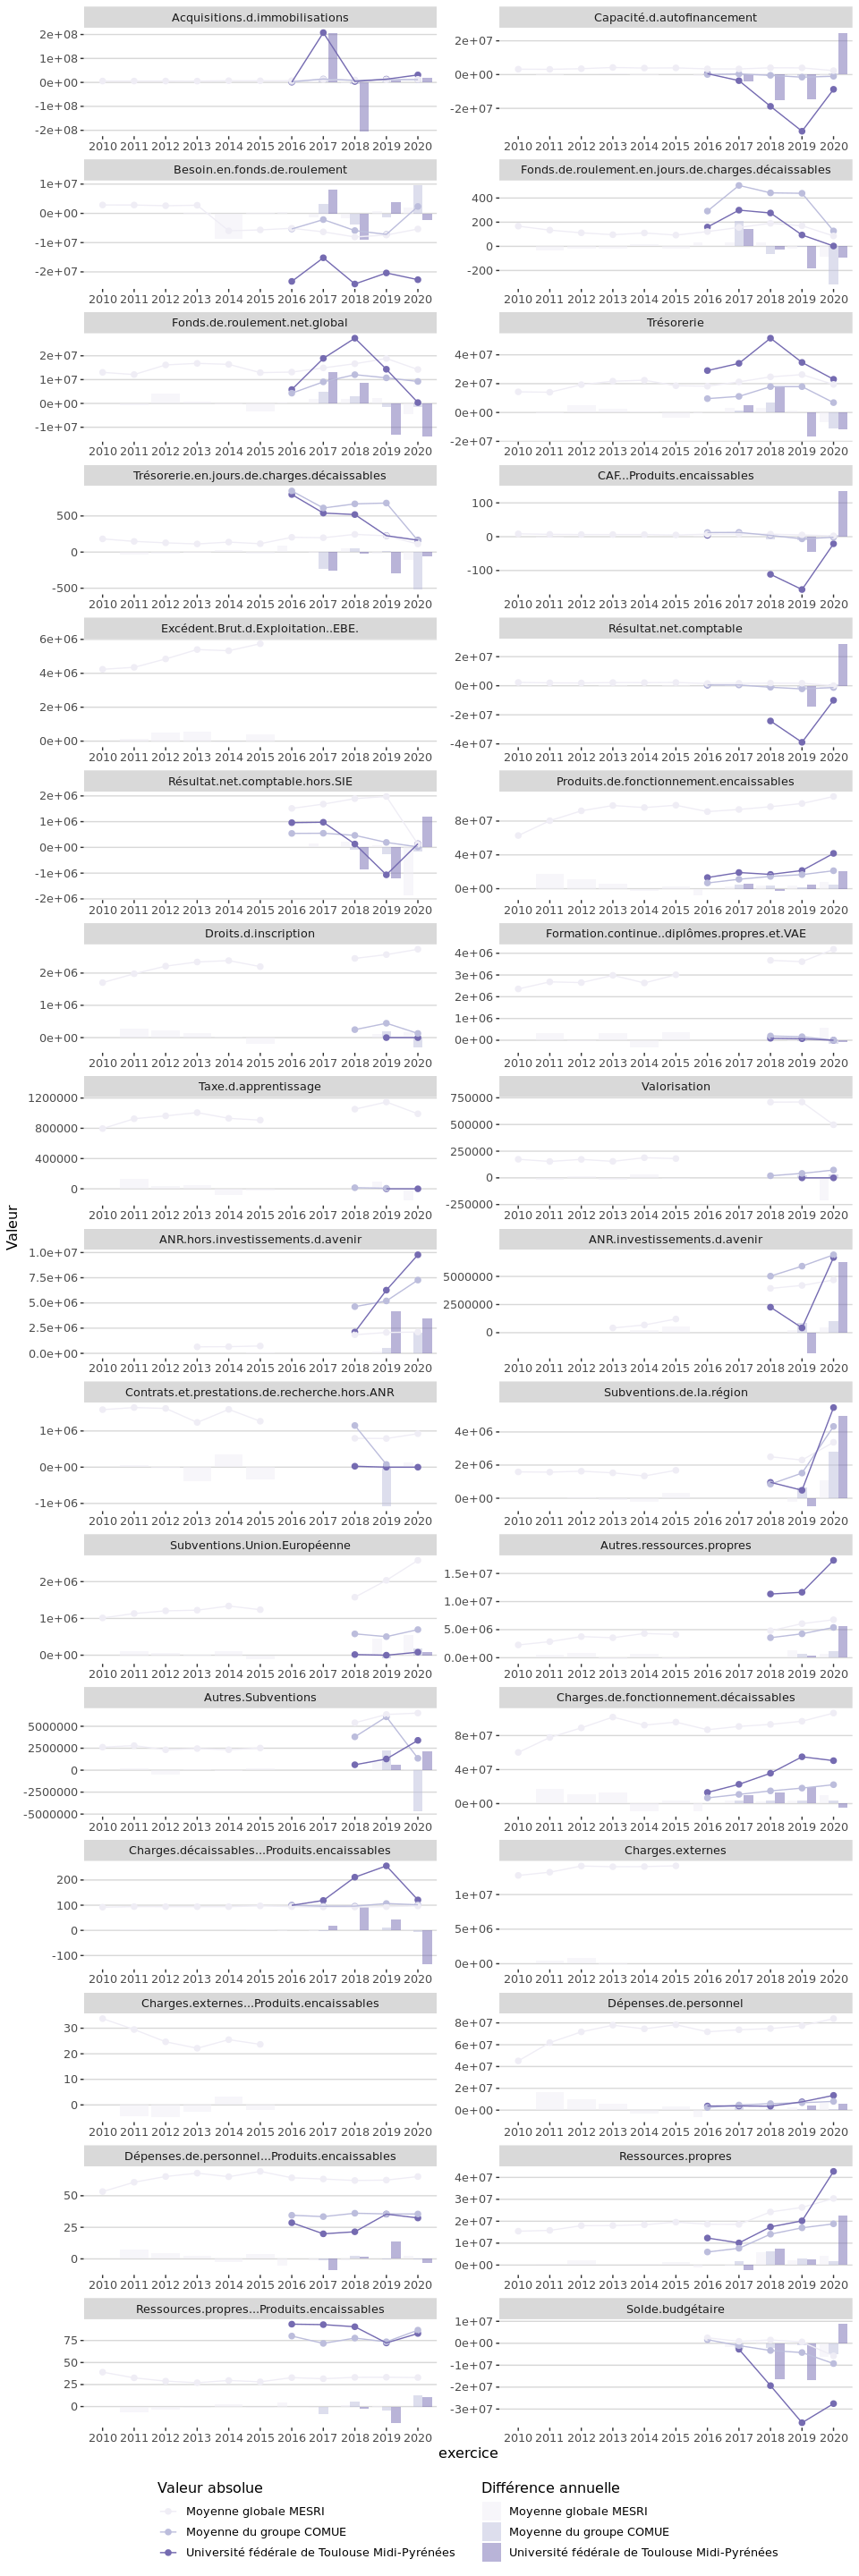 Acquisitions.d.immobilisations
2e+08
1e+08
0e+00
-1e+08
-2e+08
2010 2011 2012 2013 2014 2015 2016 2017 2018 2019 2020
Capacité.d.autofinancement
2e+07
0e+00
-2e+07
2010 2011 2012 2013 2014 2015 2016 2017 2018 2019 2020
Besoin.en.fonds.de.roulement
1e+07
0e+00
-1e+07
-2e+07
2010 2011 2012 2013 2014 2015 2016 2017 2018 2019 2020
Fonds.de.roulement.en.jours.de.charges.décaissables
400
200
0
-200
2010 2011 2012 2013 2014 2015 2016 2017 2018 2019 2020
Fonds.de.roulement.net.global
2e+07
1e+07
0e+00
-1e+07
2010 2011 2012 2013 2014 2015 2016 2017 2018 2019 2020
Trésorerie
4e+07
2e+07
0e+00
-2e+07
2010 2011 2012 2013 2014 2015 2016 2017 2018 2019 2020
Trésorerie.en.jours.de.charges.décaissables
500
0
-500
2010 2011 2012 2013 2014 2015 2016 2017 2018 2019 2020
CAF...Produits.encaissables
100
0
-100
2010 2011 2012 2013 2014 2015 2016 2017 2018 2019 2020
Excédent.Brut.d.Exploitation..EBE.
6e+06
4e+06
2e+06
0e+00
2010 2011 2012 2013 2014 2015 2016 2017 2018 2019 2020
Résultat.net.comptable
2e+07
0e+00
-2e+07
-4e+07
2010 2011 2012 2013 2014 2015 2016 2017 2018 2019 2020
Résultat.net.comptable.hors.SIE
2e+06
1e+06
0e+00
-1e+06
-2e+06
2010 2011 2012 2013 2014 2015 2016 2017 2018 2019 2020
Produits.de.fonctionnement.encaissables
8e+07
4e+07
0e+00
2010 2011 2012 2013 2014 2015 2016 2017 2018 2019 2020
Droits.d.inscription
2e+06
1e+06
0e+00
2010 2011 2012 2013 2014 2015 2016 2017 2018 2019 2020
Formation.continue..diplômes.propres.et.VAE
4e+06
3e+06
2e+06
1e+06
0e+00
2010 2011 2012 2013 2014 2015 2016 2017 2018 2019 2020
Taxe.d.apprentissage
1200000
800000
400000
0
2010 2011 2012 2013 2014 2015 2016 2017 2018 2019 2020
Valorisation
750000
500000
250000
0
-250000
2010 2011 2012 2013 2014 2015 2016 2017 2018 2019 2020
Valeur
ANR.hors.investissements.d.avenir
1.0e+07
7.5e+06
5.0e+06
2.5e+06
0.0e+00
2010 2011 2012 2013 2014 2015 2016 2017 2018 2019 2020
ANR.investissements.d.avenir
5000000
2500000
0
2010 2011 2012 2013 2014 2015 2016 2017 2018 2019 2020
Contrats.et.prestations.de.recherche.hors.ANR
1e+06
0e+00
-1e+06
2010 2011 2012 2013 2014 2015 2016 2017 2018 2019 2020
Subventions.de.la.région
4e+06
2e+06
0e+00
2010 2011 2012 2013 2014 2015 2016 2017 2018 2019 2020
Subventions.Union.Européenne
2e+06
1e+06
0e+00
2010 2011 2012 2013 2014 2015 2016 2017 2018 2019 2020
Autres.ressources.propres
1.5e+07
1.0e+07
5.0e+06
0.0e+00
2010 2011 2012 2013 2014 2015 2016 2017 2018 2019 2020
Autres.Subventions
5000000
2500000
0
-2500000
-5000000
2010 2011 2012 2013 2014 2015 2016 2017 2018 2019 2020
Charges.de.fonctionnement.décaissables
8e+07
4e+07
0e+00
2010 2011 2012 2013 2014 2015 2016 2017 2018 2019 2020
Charges.décaissables...Produits.encaissables
200
100
0
-100
2010 2011 2012 2013 2014 2015 2016 2017 2018 2019 2020
Charges.externes
1e+07
5e+06
0e+00
2010 2011 2012 2013 2014 2015 2016 2017 2018 2019 2020
Charges.externes...Produits.encaissables
30
20
10
0
2010 2011 2012 2013 2014 2015 2016 2017 2018 2019 2020
Dépenses.de.personnel
8e+07
6e+07
4e+07
2e+07
0e+00
2010 2011 2012 2013 2014 2015 2016 2017 2018 2019 2020
Dépenses.de.personnel...Produits.encaissables
50
25
0
2010 2011 2012 2013 2014 2015 2016 2017 2018 2019 2020
Ressources.propres
4e+07
3e+07
2e+07
1e+07
0e+00
2010 2011 2012 2013 2014 2015 2016 2017 2018 2019 2020
Ressources.propres...Produits.encaissables
75
50
25
0
2010 2011 2012 2013 2014 2015 2016 2017 2018 2019 2020
Solde.budgétaire
1e+07
0e+00
-1e+07
-2e+07
-3e+07
2010 2011 2012 2013 2014 2015 2016 2017 2018 2019 2020
exercice
Valeur absolue
Moyenne globale MESRI
Moyenne du groupe COMUE
Université fédérale de Toulouse Midi-Pyrénées
Différence annuelle
Moyenne globale MESRI
Moyenne du groupe COMUE
Université fédérale de Toulouse Midi-Pyrénées